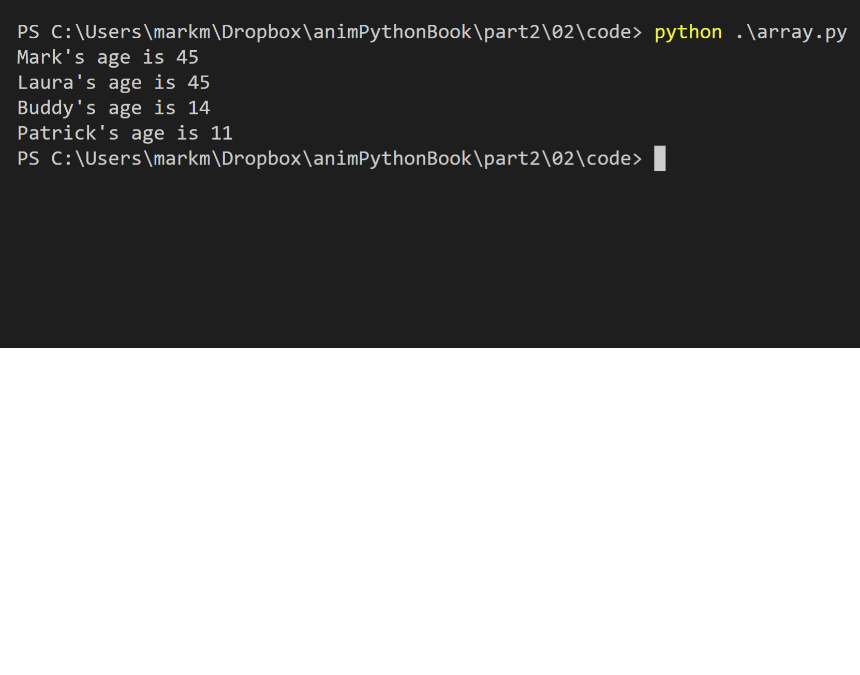 PS C:\Users\markm\Dropbox\animPythonBook\part2\02\code> python .\array.py
Mark's age is 45
Laura's age is 45
Buddy's age is 14
Patrick's age is 11
PS C:\Users\markm\Dropbox\animPythonBook\part2\02\code>